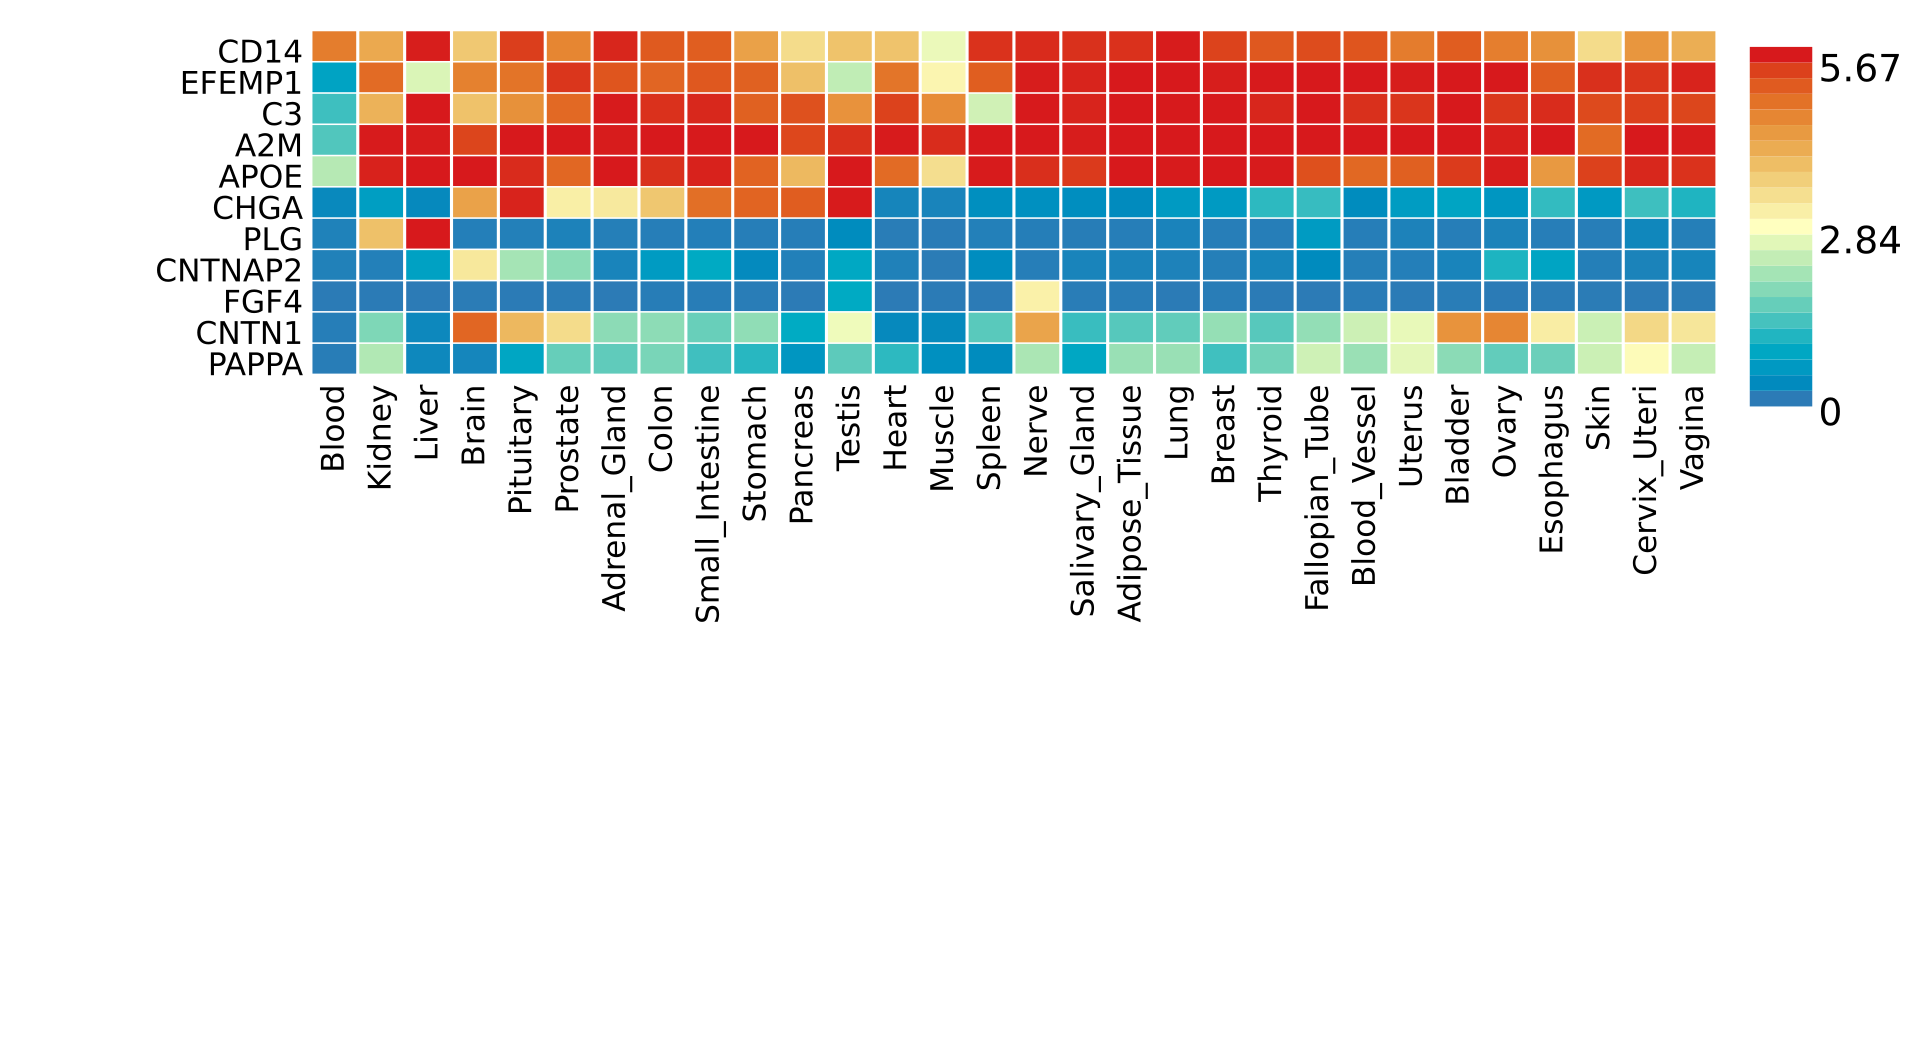 CD14
EFEMP1
C3
A2M
APOE
CHGA
PLG
CNTNAP2
FGF4
CNTN1
PAPPA
Blood
Kidney
Liver
Brain
Pituitary
Prostate
Adrenal_Gland
Colon
Small_Intestine
Stomach
Pancreas
Testis
Heart
Muscle
Spleen
Nerve
Salivary_Gland
Adipose_Tissue
Lung
Breast
Thyroid
Fallopian_Tube
Blood_Vessel
Uterus
Bladder
Ovary
Esophagus
Skin
Cervix_Uteri
Vagina
5.67
2.84
0